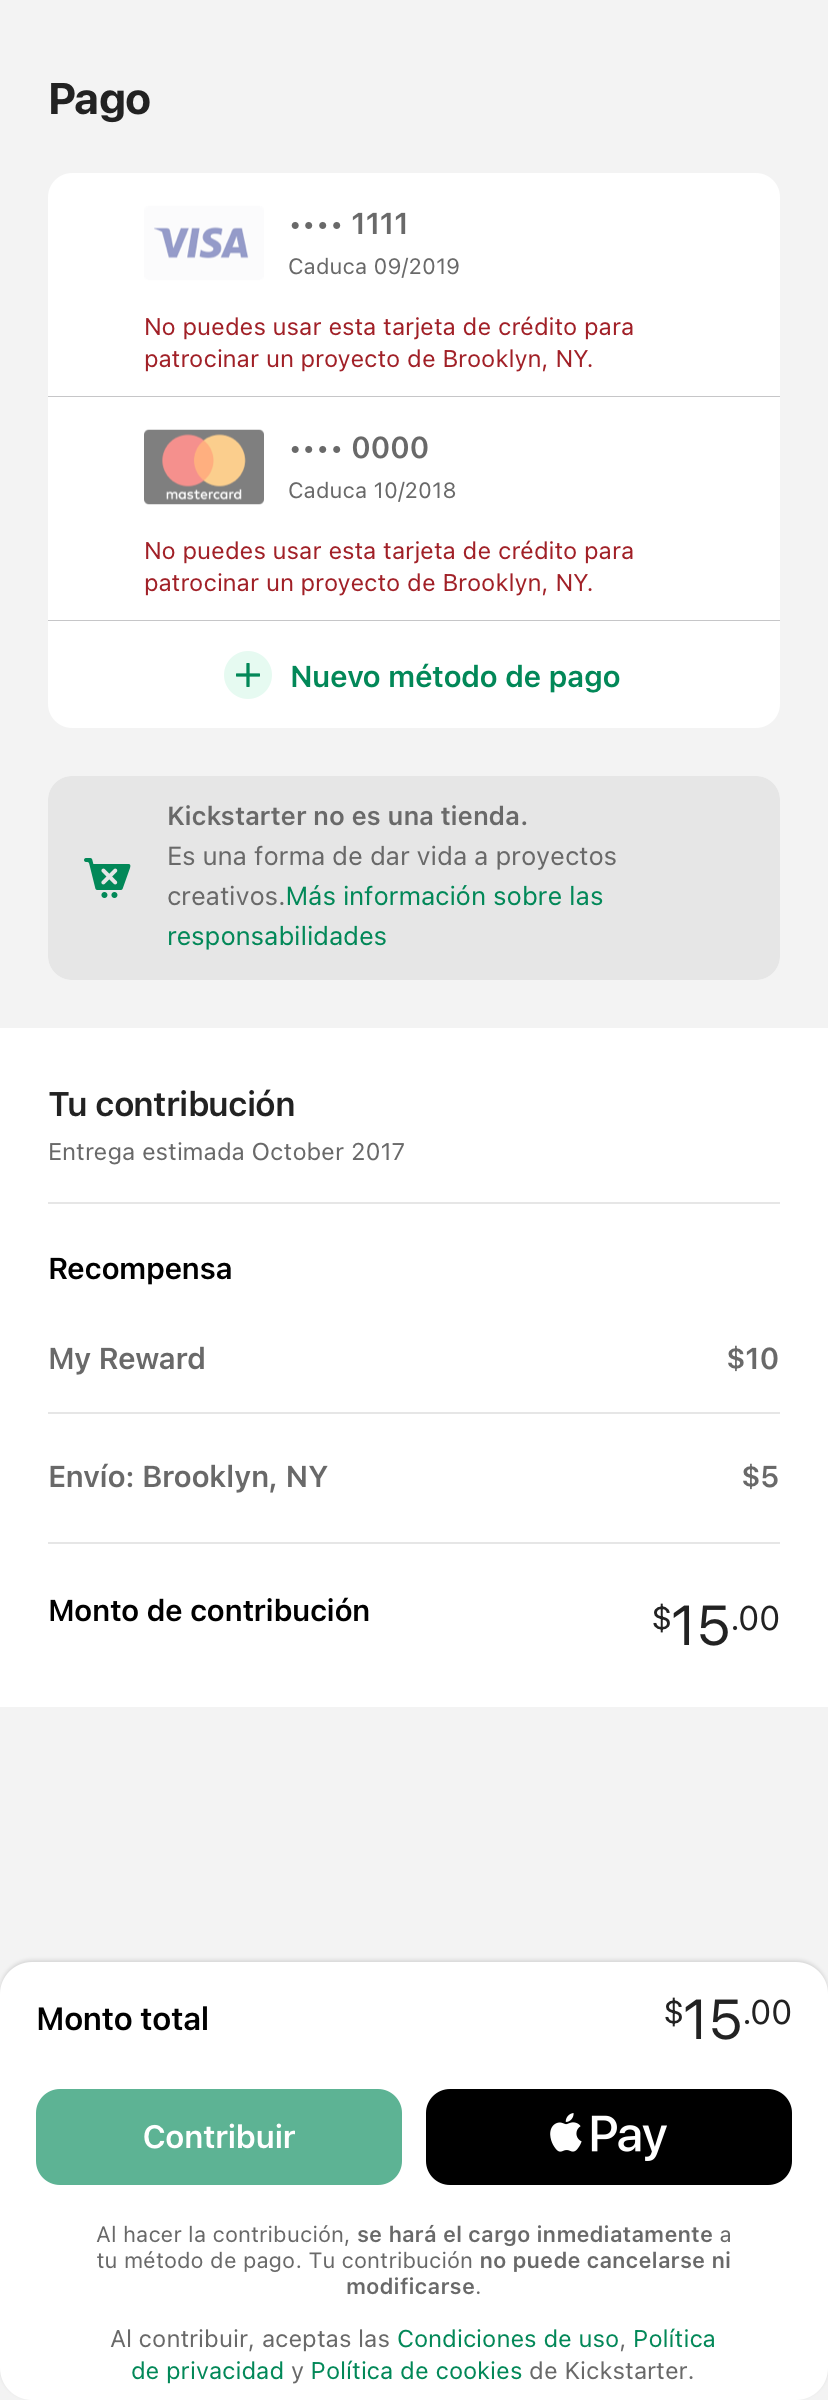 Pago
VISA
•••• 1111
Caduca 09/2019
No puedes usar esta tarjeta de crédito para
patrocinar un proyecto de Brooklyn, NY.
mastercard
•••• 0000
Caduca 10/2018
No puedes usar esta tarjeta de crédito para
patrocinar un proyecto de Brooklyn, NY.
Nuevo método de pago
Kickstarter no es una tienda.
Es una forma de dar vida a proyectos
creativos.Más información sobre las
responsabilidades
Tu contribución
Entrega estimada October 2017
Recompensa
My Reward $10
Envío: Brooklyn, NY $5
Monto de contribución $15.00
Monto total $15.00
Contribuir
Pay
Al hacer la contribución, se hará el cargo inmediatamente a
tu método de pago. Tu contribución no puede cancelarse ni
modificarse.
Al contribuir, aceptas las Condiciones de uso, Política
de privacidad y Política de cookies de Kickstarter.